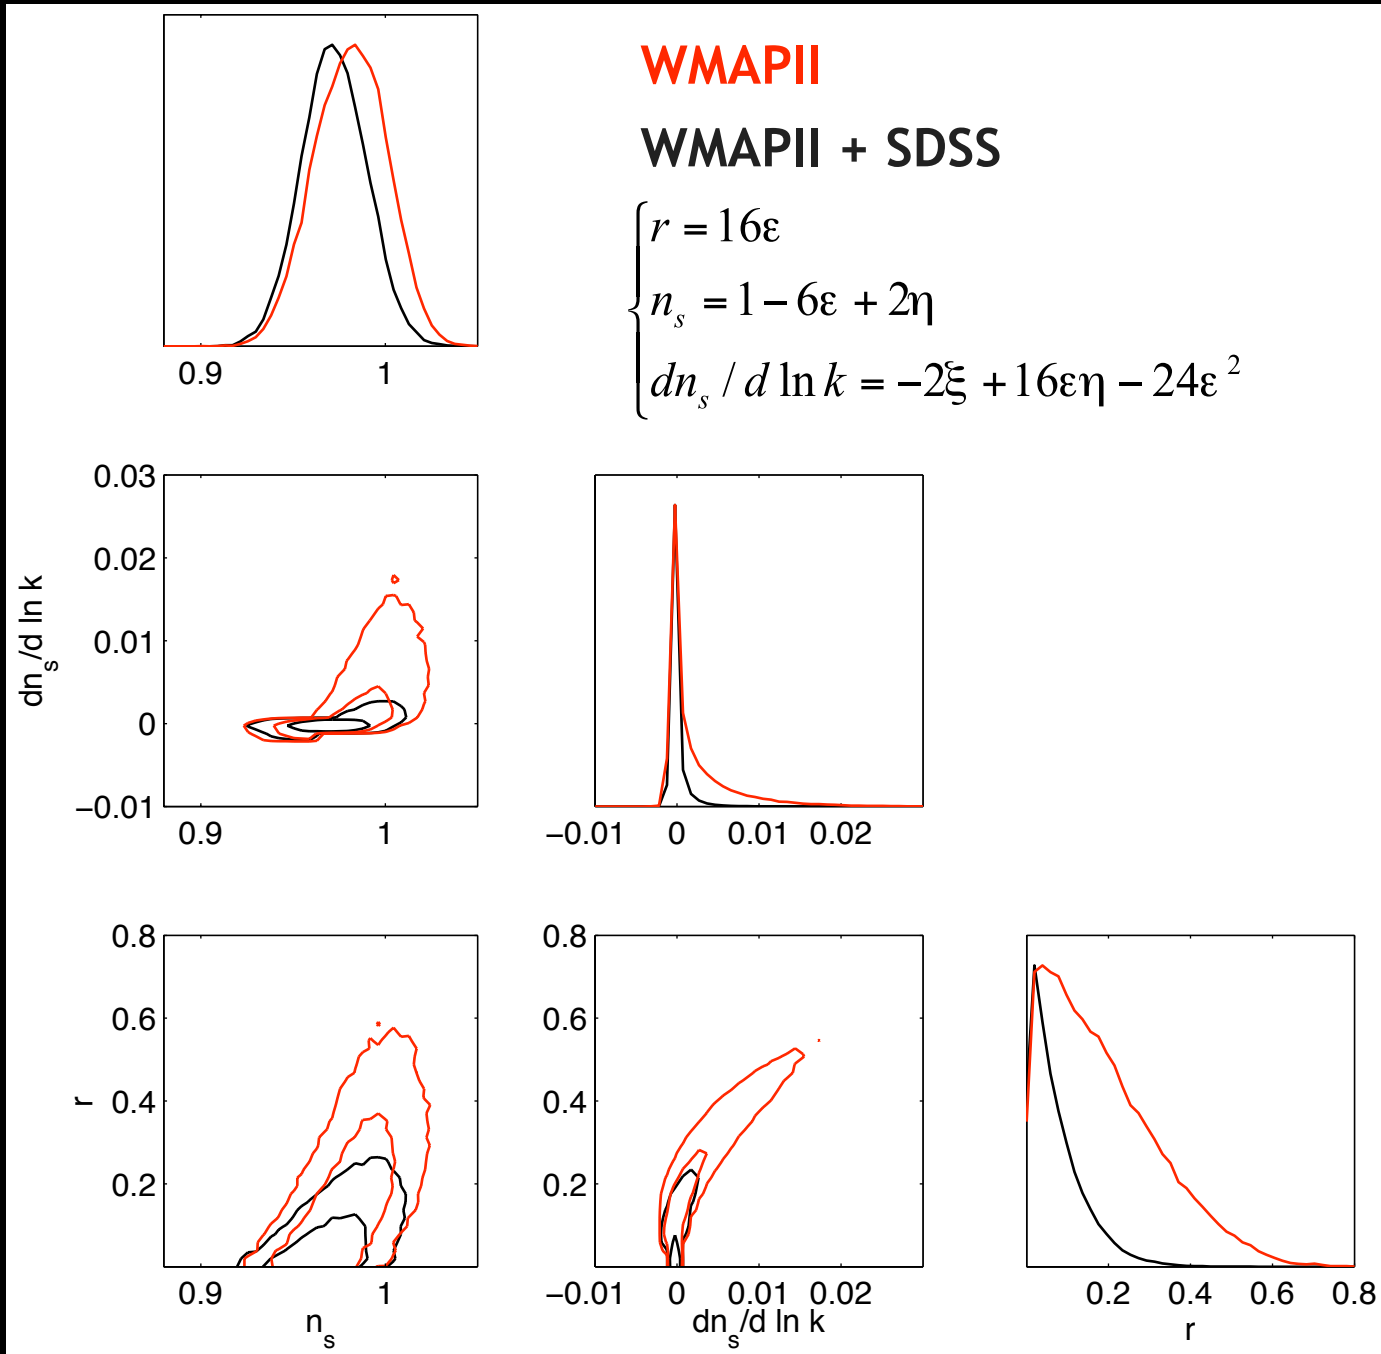 WMAPII
WMAPII + SDSS
r = 16ε
n_s = 1 − 6ε + 2η
dn_s / d ln k = −2ξ + 16εη − 24ε²
0.9 1
dn_s/d ln k
0.03
0.02
0.01
0
−0.01
0.9 1
−0.01 0 0.01 0.02
r
0.8
0.6
0.4
0.2
0.9 1
n_s
0.8
0.6
0.4
0.2
−0.01 0 0.01 0.02
dn_s/d ln k
0.2 0.4 0.6 0.8
r